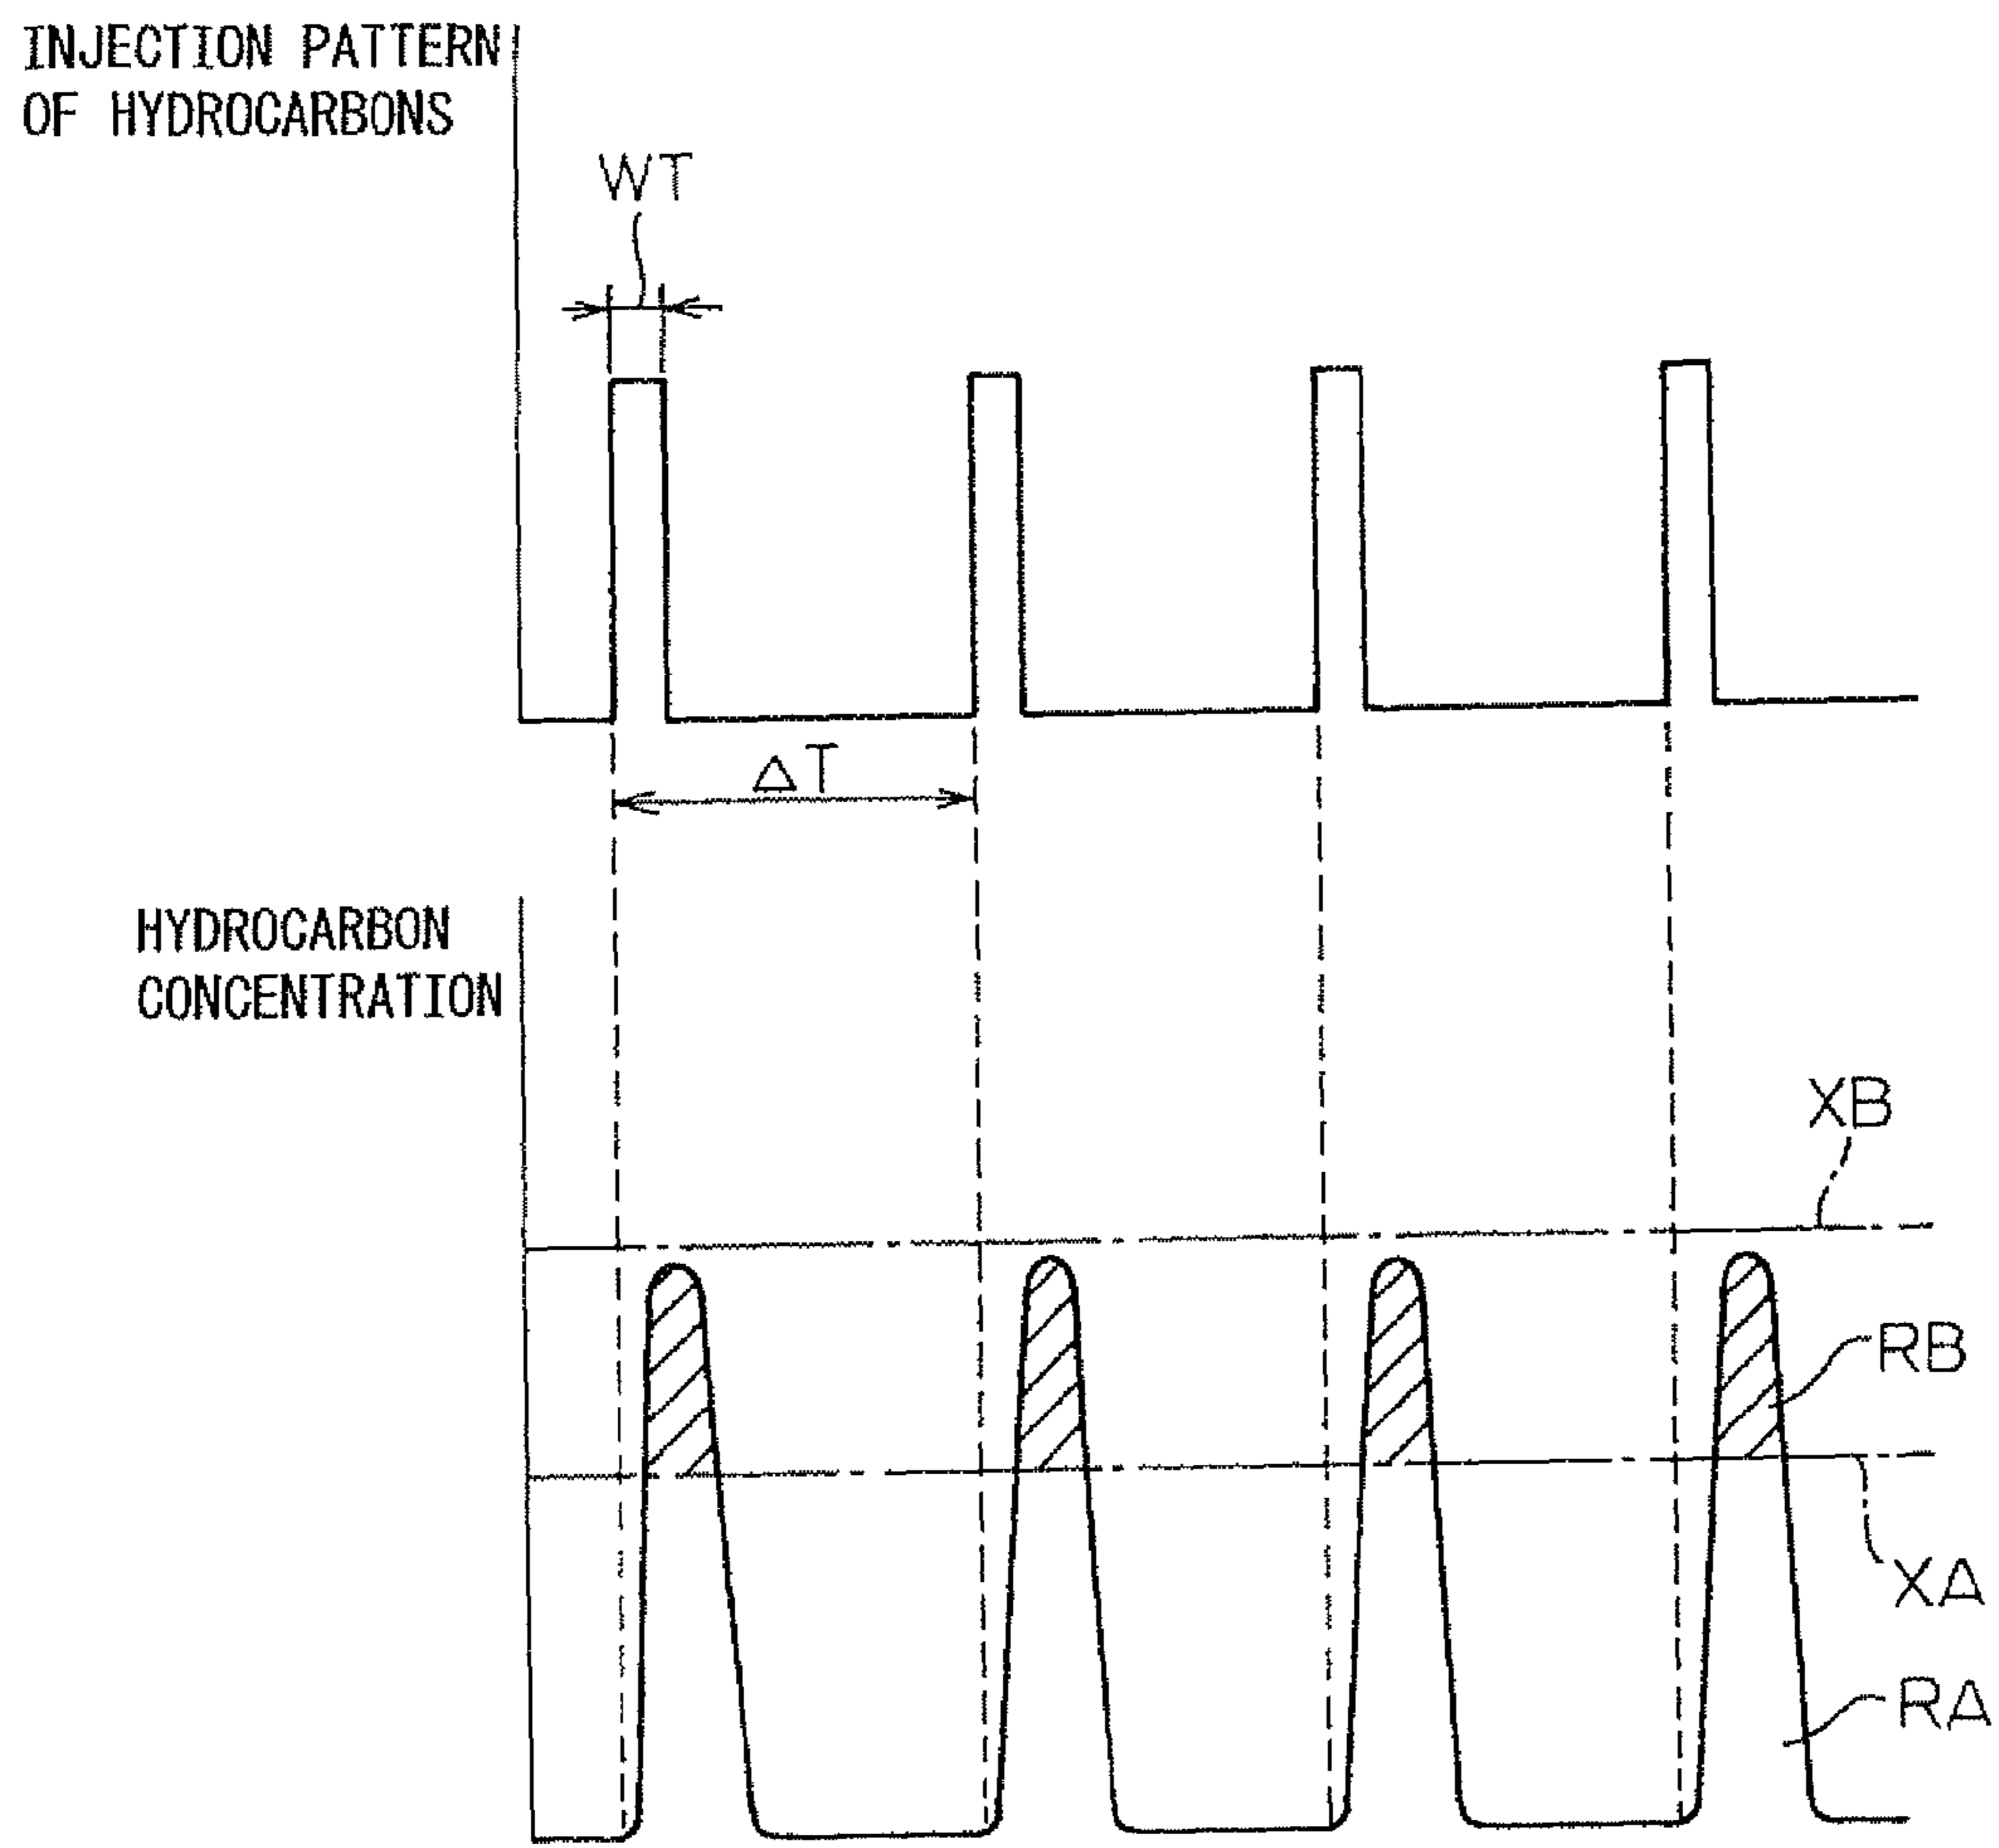 INJECTION PATTERN
OF HYDROCARBONS
WT
ΔT
HYDROCARBON
CONCENTRATION
XB
RB
XA
RA